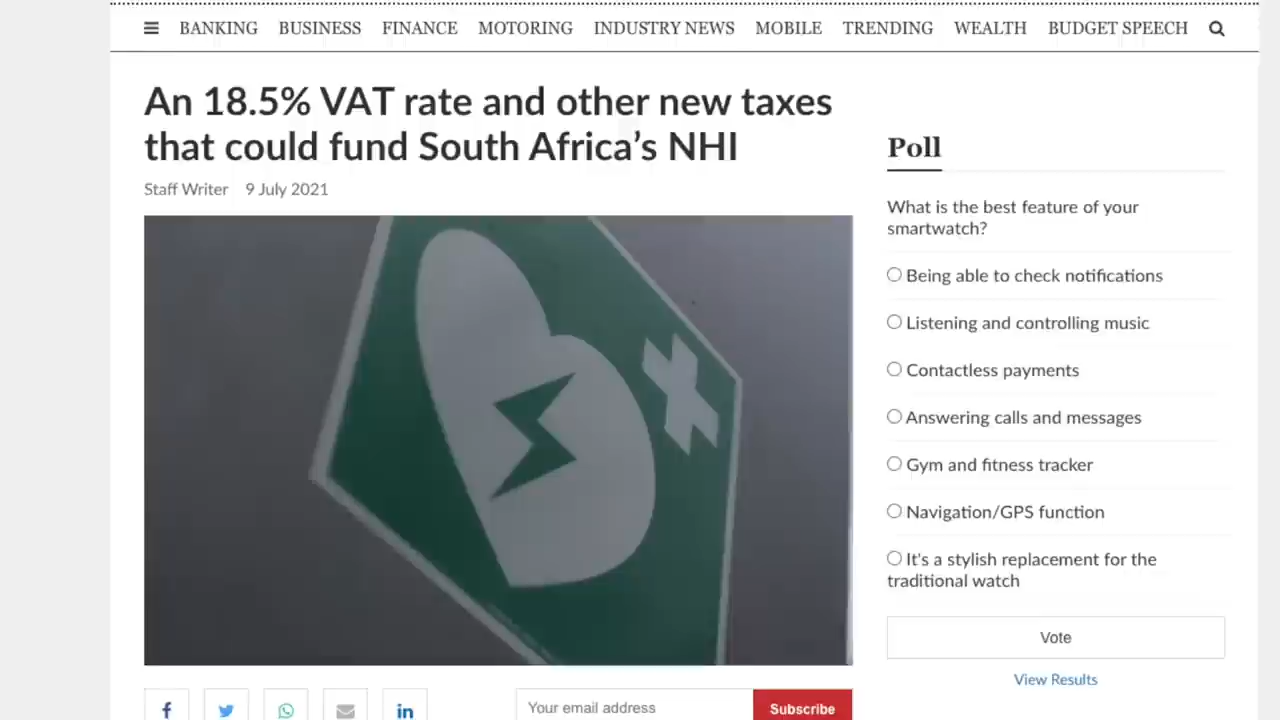 BANKING BUSINESS FINANCE MOTORING INDUSTRY NEWS MOBILE TRENDING WEALTH BUDGET SPEECH
An 18.5% VAT rate and other new taxes
that could fund South Africa’s NHI
Staff Writer 9 July 2021
Poll
What is the best feature of your
smartwatch?
Being able to check notifications
Listening and controlling music
Contactless payments
Answering calls and messages
Gym and fitness tracker
Navigation/GPS function
It's a stylish replacement for the
traditional watch
Vote
View Results
Your email address
Subscribe